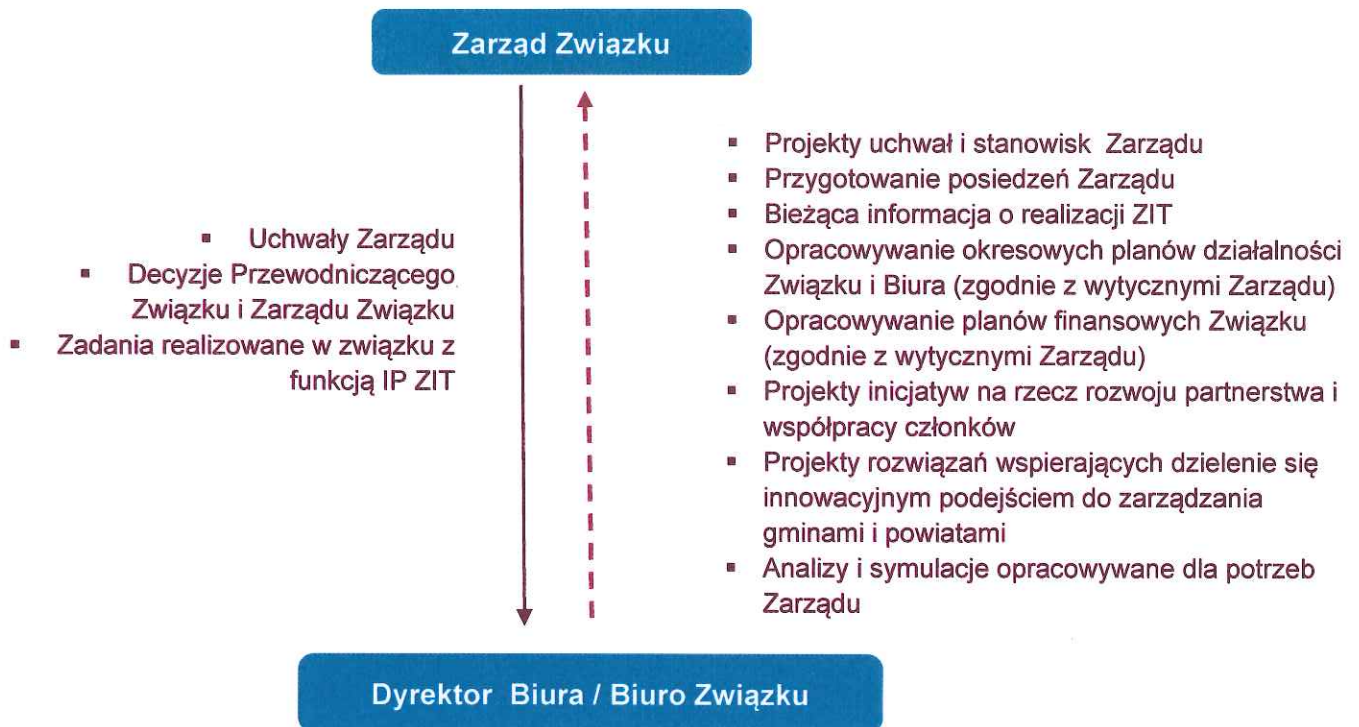 Zarząd Związku
▪ Uchwały Zarządu
▪ Decyzje Przewodniczącego
Związku i Zarządu Związku
▪ Zadania realizowane w związku z
funkcją IP ZIT
▪ Projekty uchwał i stanowisk Zarządu
▪ Przygotowanie posiedzeń Zarządu
▪ Bieżąca informacja o realizacji ZIT
▪ Opracowywanie okresowych planów działalności
Związku i Biura (zgodnie z wytycznymi Zarządu)
▪ Opracowywanie planów finansowych Związku
(zgodnie z wytycznymi Zarządu)
▪ Projekty inicjatyw na rzecz rozwoju partnerstwa i
współpracy członków
▪ Projekty rozwiązań wspierających dzielenie się
innowacyjnym podejściem do zarządzania
gminami i powiatami
▪ Analizy i symulacje opracowywane dla potrzeb
Zarządu
Dyrektor Biura / Biuro Związku